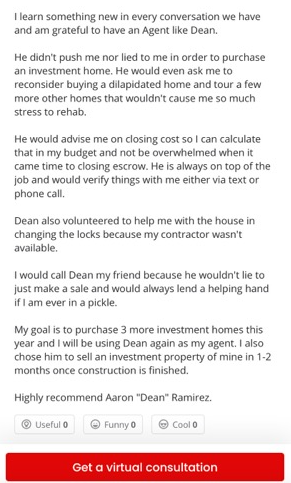 I learn something new in every conversation we have
and am grateful to have an Agent like Dean.
He didn't push me nor lied to me in order to purchase
an investment home. He would even ask me to
reconsider buying a dilapidated home and tour a few
more other homes that wouldn't cause me so much
stress to rehab.
He would advise me on closing cost so I can calculate
that in my budget and not be overwhelmed when it
came time to closing escrow. He is always on top of the
job and would verify things with me either via text or
phone call.
Dean also volunteered to help me with the house in
changing the locks because my contractor wasn't
available.
I would call Dean my friend because he wouldn't lie to
just make a sale and would always lend a helping hand
if I am ever in a pickle.
My goal is to purchase 3 more investment homes this
year and I will be using Dean again as my agent. I also
chose him to sell an investment property of mine in 1-2
months once construction is finished.
Highly recommend Aaron "Dean" Ramirez.
Useful 0 Funny 0 Cool 0
Get a virtual consultation